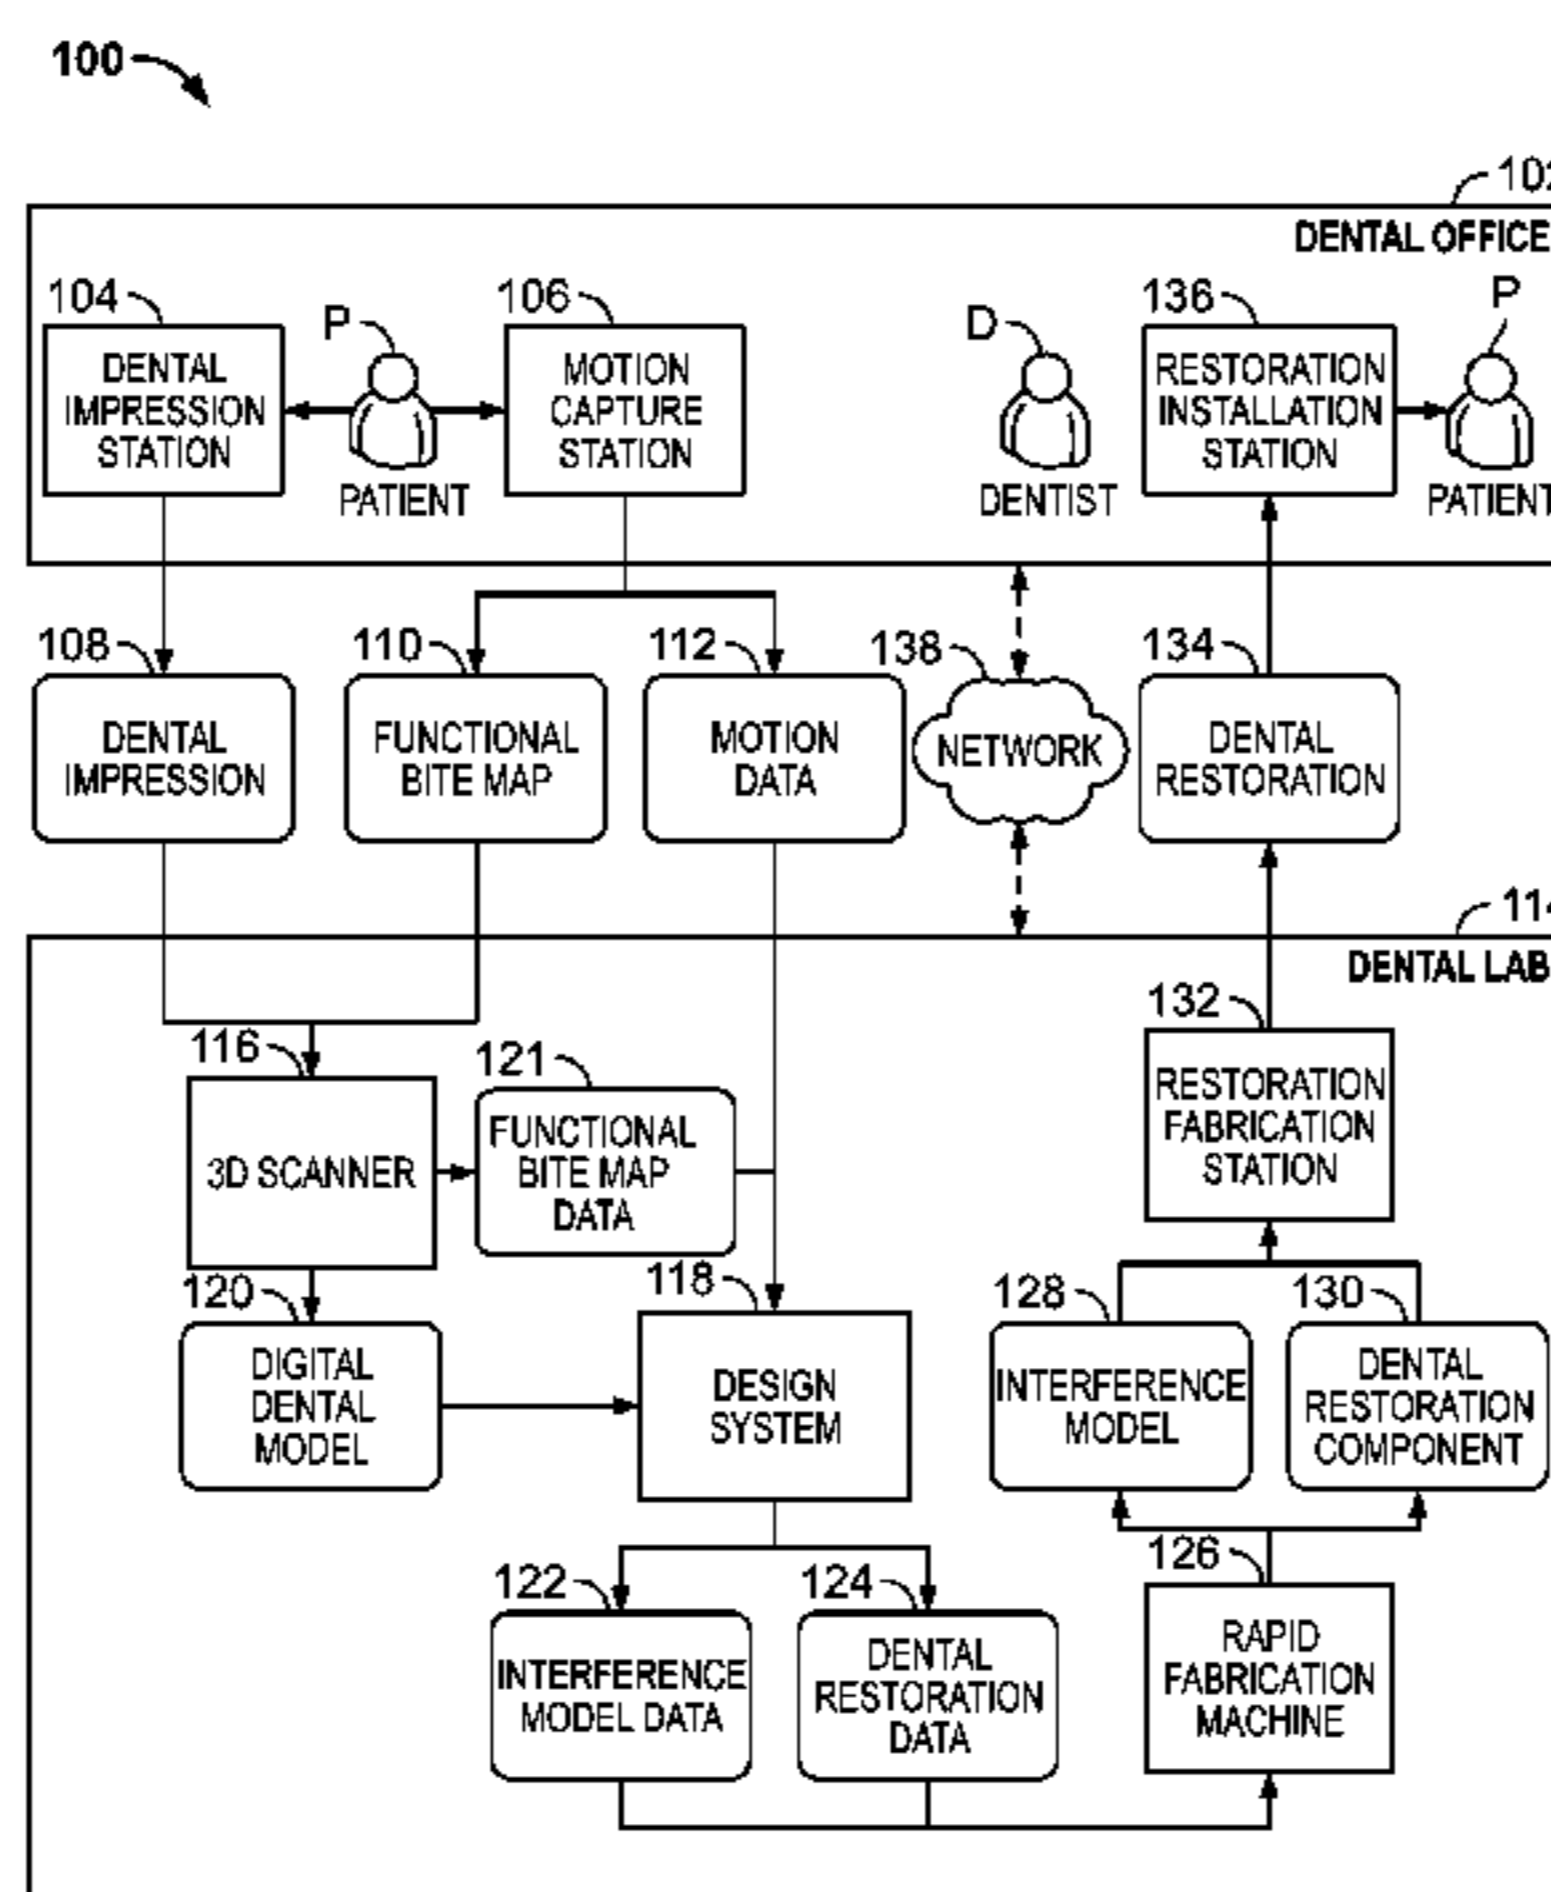 100
102
DENTAL OFFICE
104
P
106
D
136
P
DENTAL
IMPRESSION
STATION
MOTION
CAPTURE
STATION
RESTORATION
INSTALLATION
STATION
PATIENT
DENTIST
PATIENT
108
110
112
138
134
DENTAL
IMPRESSION
FUNCTIONAL
BITE MAP
MOTION
DATA
NETWORK
DENTAL
RESTORATION
114
DENTAL LAB
132
116
121
RESTORATION
FABRICATION
STATION
3D SCANNER
FUNCTIONAL
BITE MAP
DATA
120
118
128
130
DIGITAL
DENTAL
MODEL
DESIGN
SYSTEM
INTERFERENCE
MODEL
DENTAL
RESTORATION
COMPONENT
122
124
126
INTERFERENCE
MODEL DATA
DENTAL
RESTORATION
DATA
RAPID
FABRICATION
MACHINE